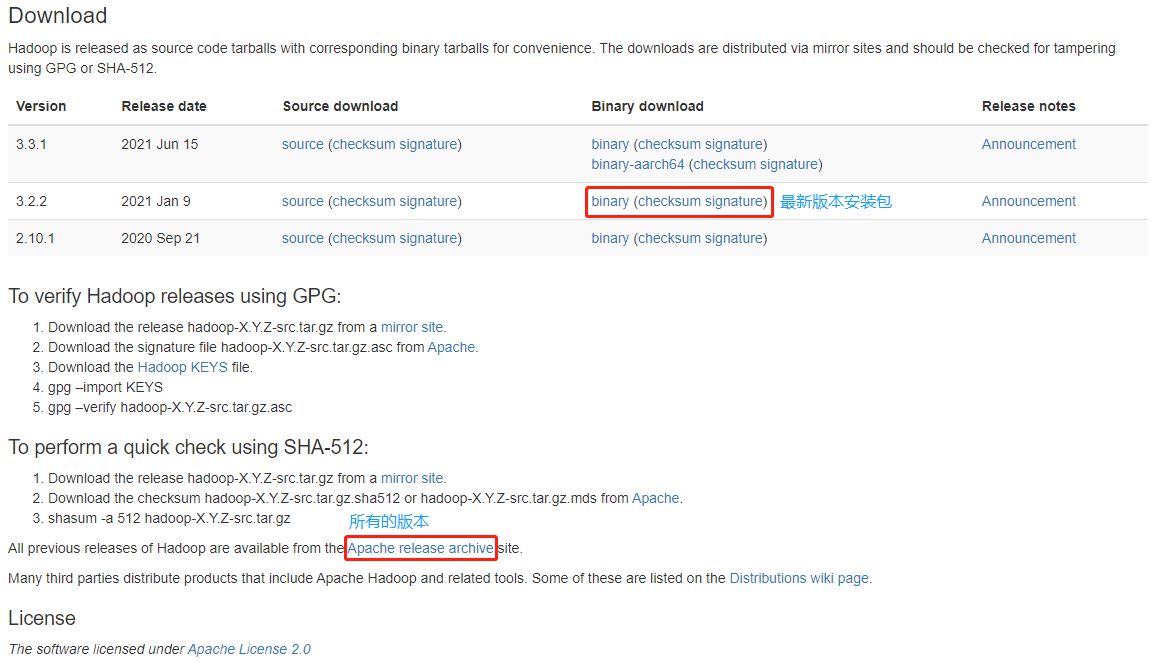 Download
Hadoop is released as source code tarballs with corresponding binary tarballs for convenience. The downloads are distributed via mirror sites and should be checked for tampering
using GPG or SHA-512.
Version Release date Source download Binary download Release notes
3.3.1 2021 Jun 15 source (checksum signature) binary (checksum signature) Announcement
binary-aarch64 (checksum signature)
3.2.2 2021 Jan 9 source (checksum signature) binary (checksum signature) 最新版本安装包 Announcement
2.10.1 2020 Sep 21 source (checksum signature) binary (checksum signature) Announcement
To verify Hadoop releases using GPG:
1. Download the release hadoop-X.Y.Z-src.tar.gz from a mirror site.
2. Download the signature file hadoop-X.Y.Z-src.tar.gz.asc from Apache.
3. Download the Hadoop KEYS file.
4. gpg –import KEYS
5. gpg –verify hadoop-X.Y.Z-src.tar.gz.asc
To perform a quick check using SHA-512:
1. Download the release hadoop-X.Y.Z-src.tar.gz from a mirror site.
2. Download the checksum hadoop-X.Y.Z-src.tar.gz.sha512 or hadoop-X.Y.Z-src.tar.gz.mds from Apache.
3. shasum -a 512 hadoop-X.Y.Z-src.tar.gz
所有的版本
All previous releases of Hadoop are available from the Apache release archive site.
Many third parties distribute products that include Apache Hadoop and related tools. Some of these are listed on the Distributions wiki page.
License
The software licensed under Apache License 2.0